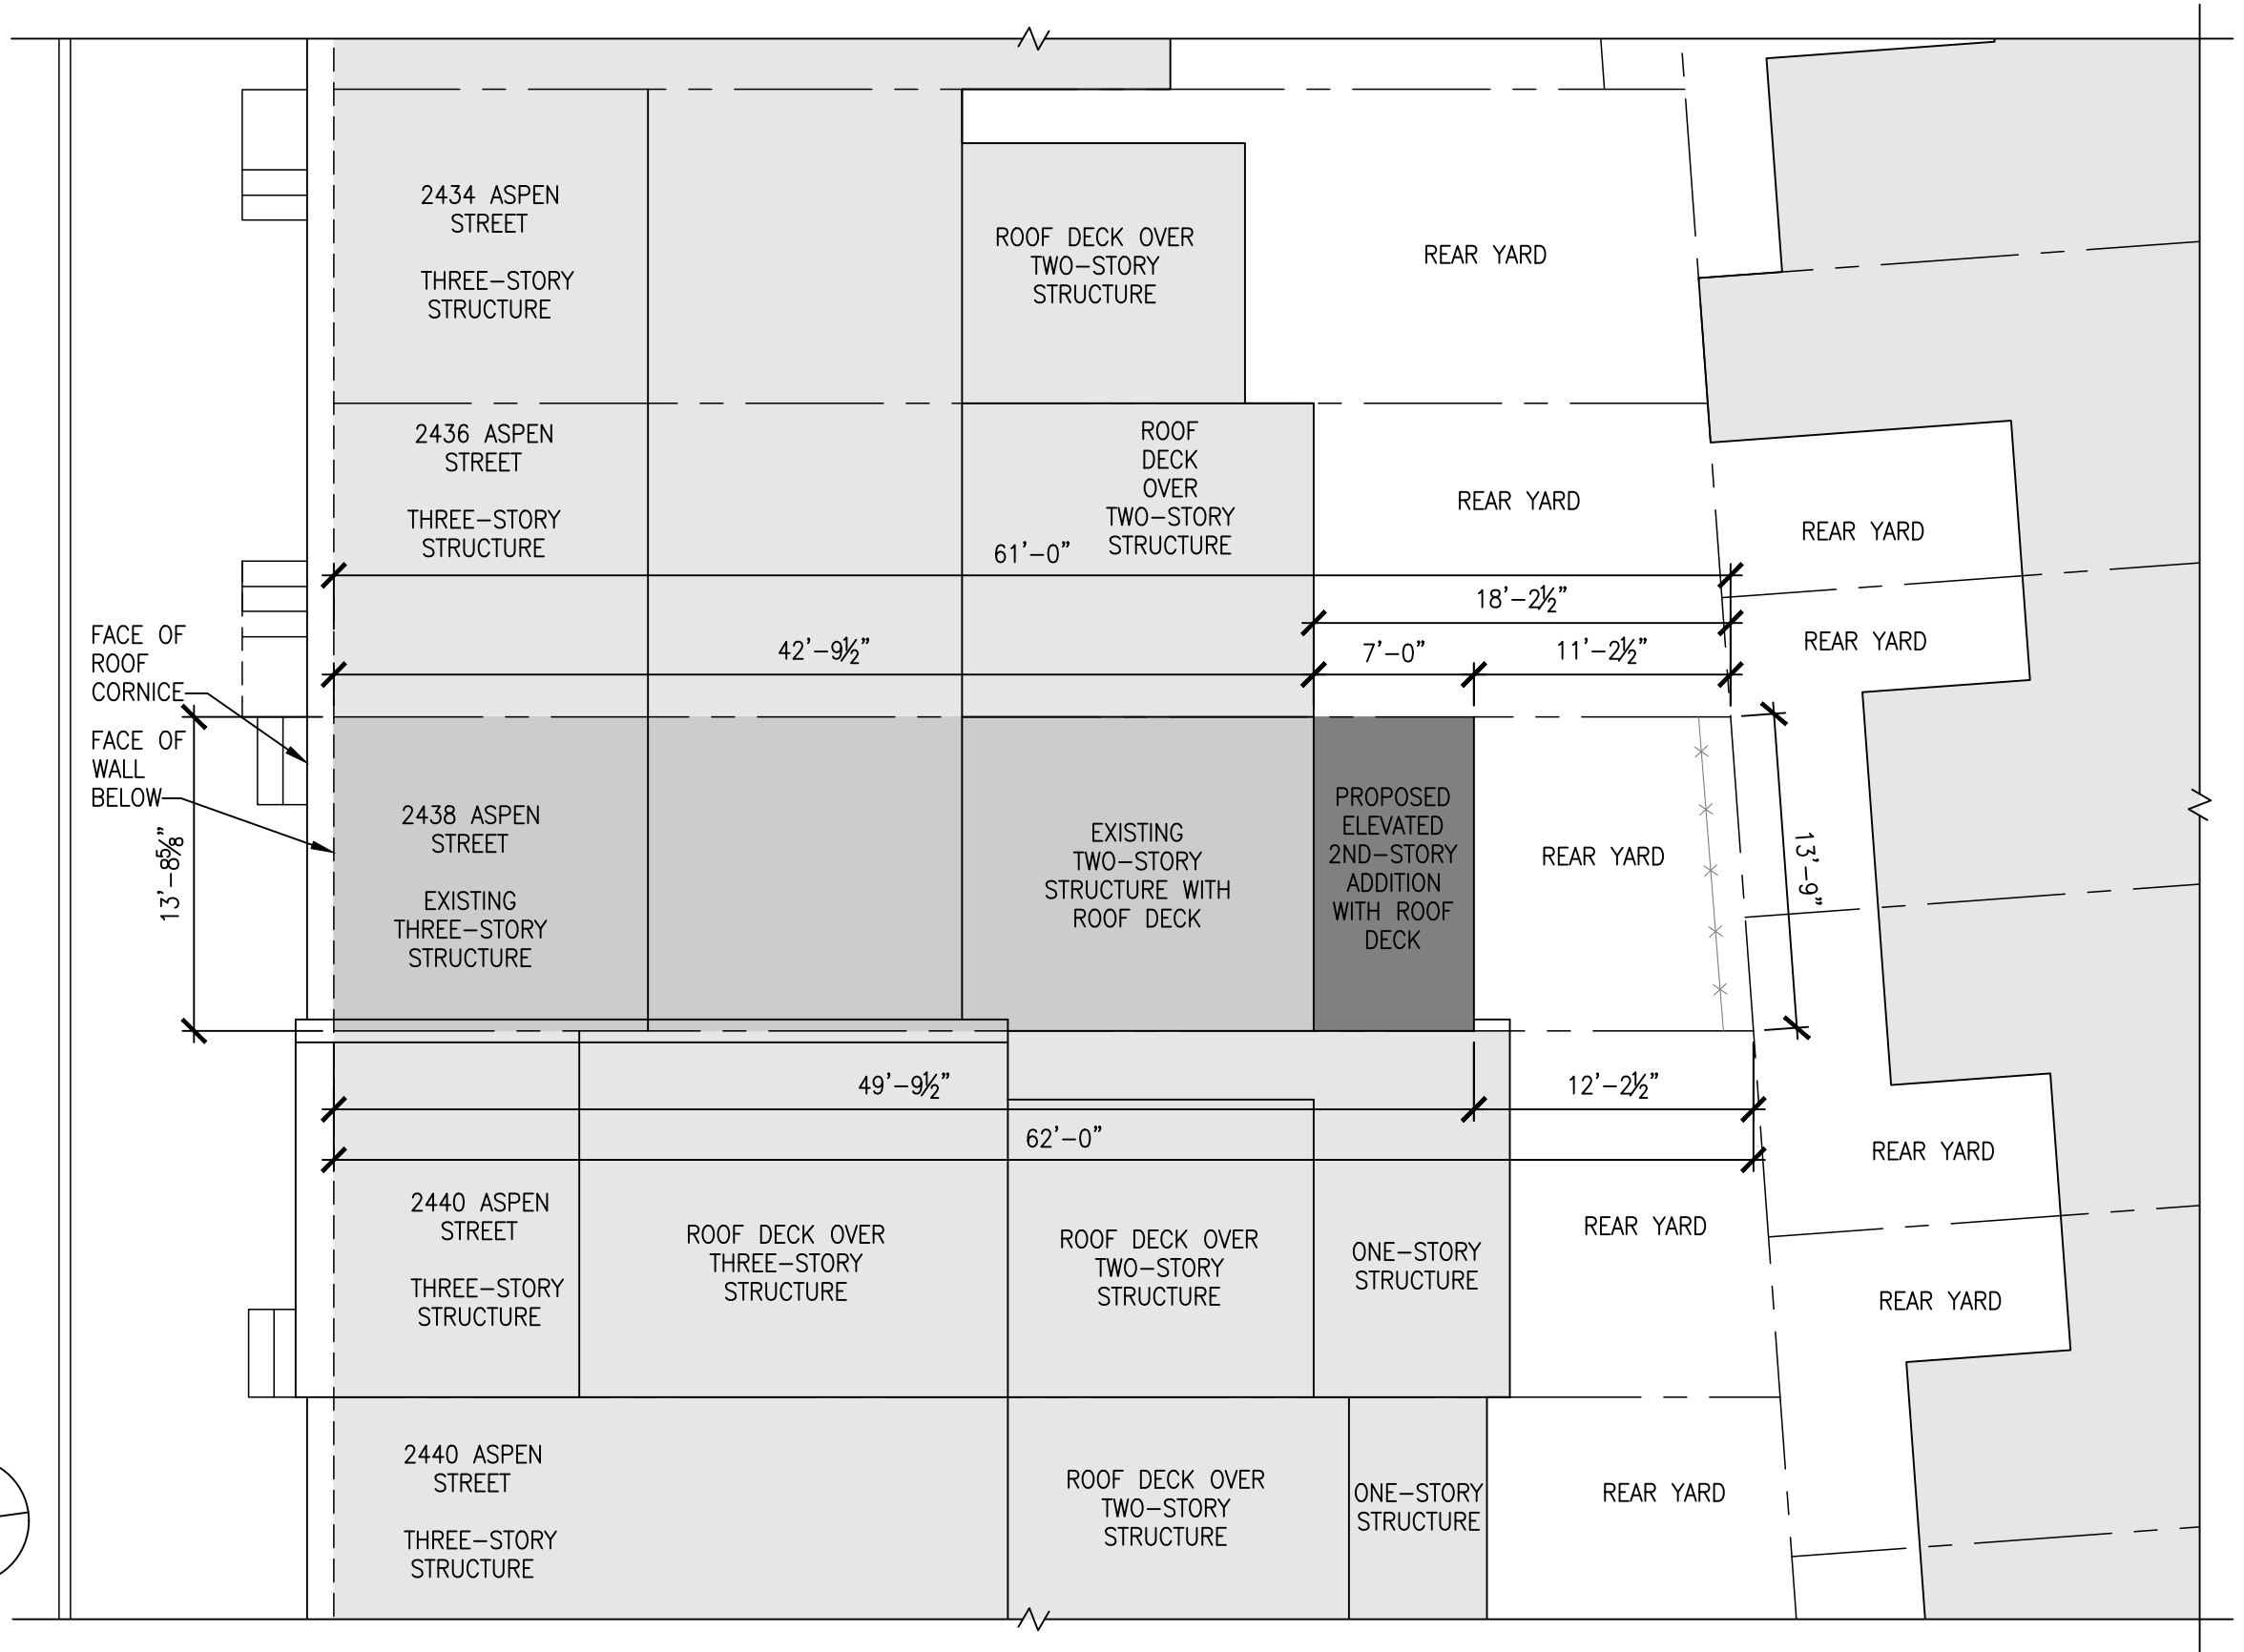 2434 ASPEN
STREET
THREE-STORY
STRUCTURE
ROOF DECK OVER
TWO-STORY
STRUCTURE
REAR YARD
2436 ASPEN
STREET
THREE-STORY
STRUCTURE
ROOF
DECK
OVER
TWO-STORY
STRUCTURE
REAR YARD
REAR YARD
61'-0"
18'-2½"
42'-9½"
7'-0"
11'-2½"
REAR YARD
FACE OF
ROOF
CORNICE
FACE OF
WALL
BELOW
13'-8⅝"
2438 ASPEN
STREET
EXISTING
THREE-STORY
STRUCTURE
EXISTING
TWO-STORY
STRUCTURE WITH
ROOF DECK
PROPOSED
ELEVATED
2ND-STORY
ADDITION
WITH ROOF
DECK
REAR YARD
13'-9"
49'-9½"
12'-2½"
62'-0"
REAR YARD
2440 ASPEN
STREET
THREE-STORY
STRUCTURE
ROOF DECK OVER
THREE-STORY
STRUCTURE
ROOF DECK OVER
TWO-STORY
STRUCTURE
ONE-STORY
STRUCTURE
REAR YARD
REAR YARD
2440 ASPEN
STREET
THREE-STORY
STRUCTURE
ROOF DECK OVER
TWO-STORY
STRUCTURE
ONE-STORY
STRUCTURE
REAR YARD